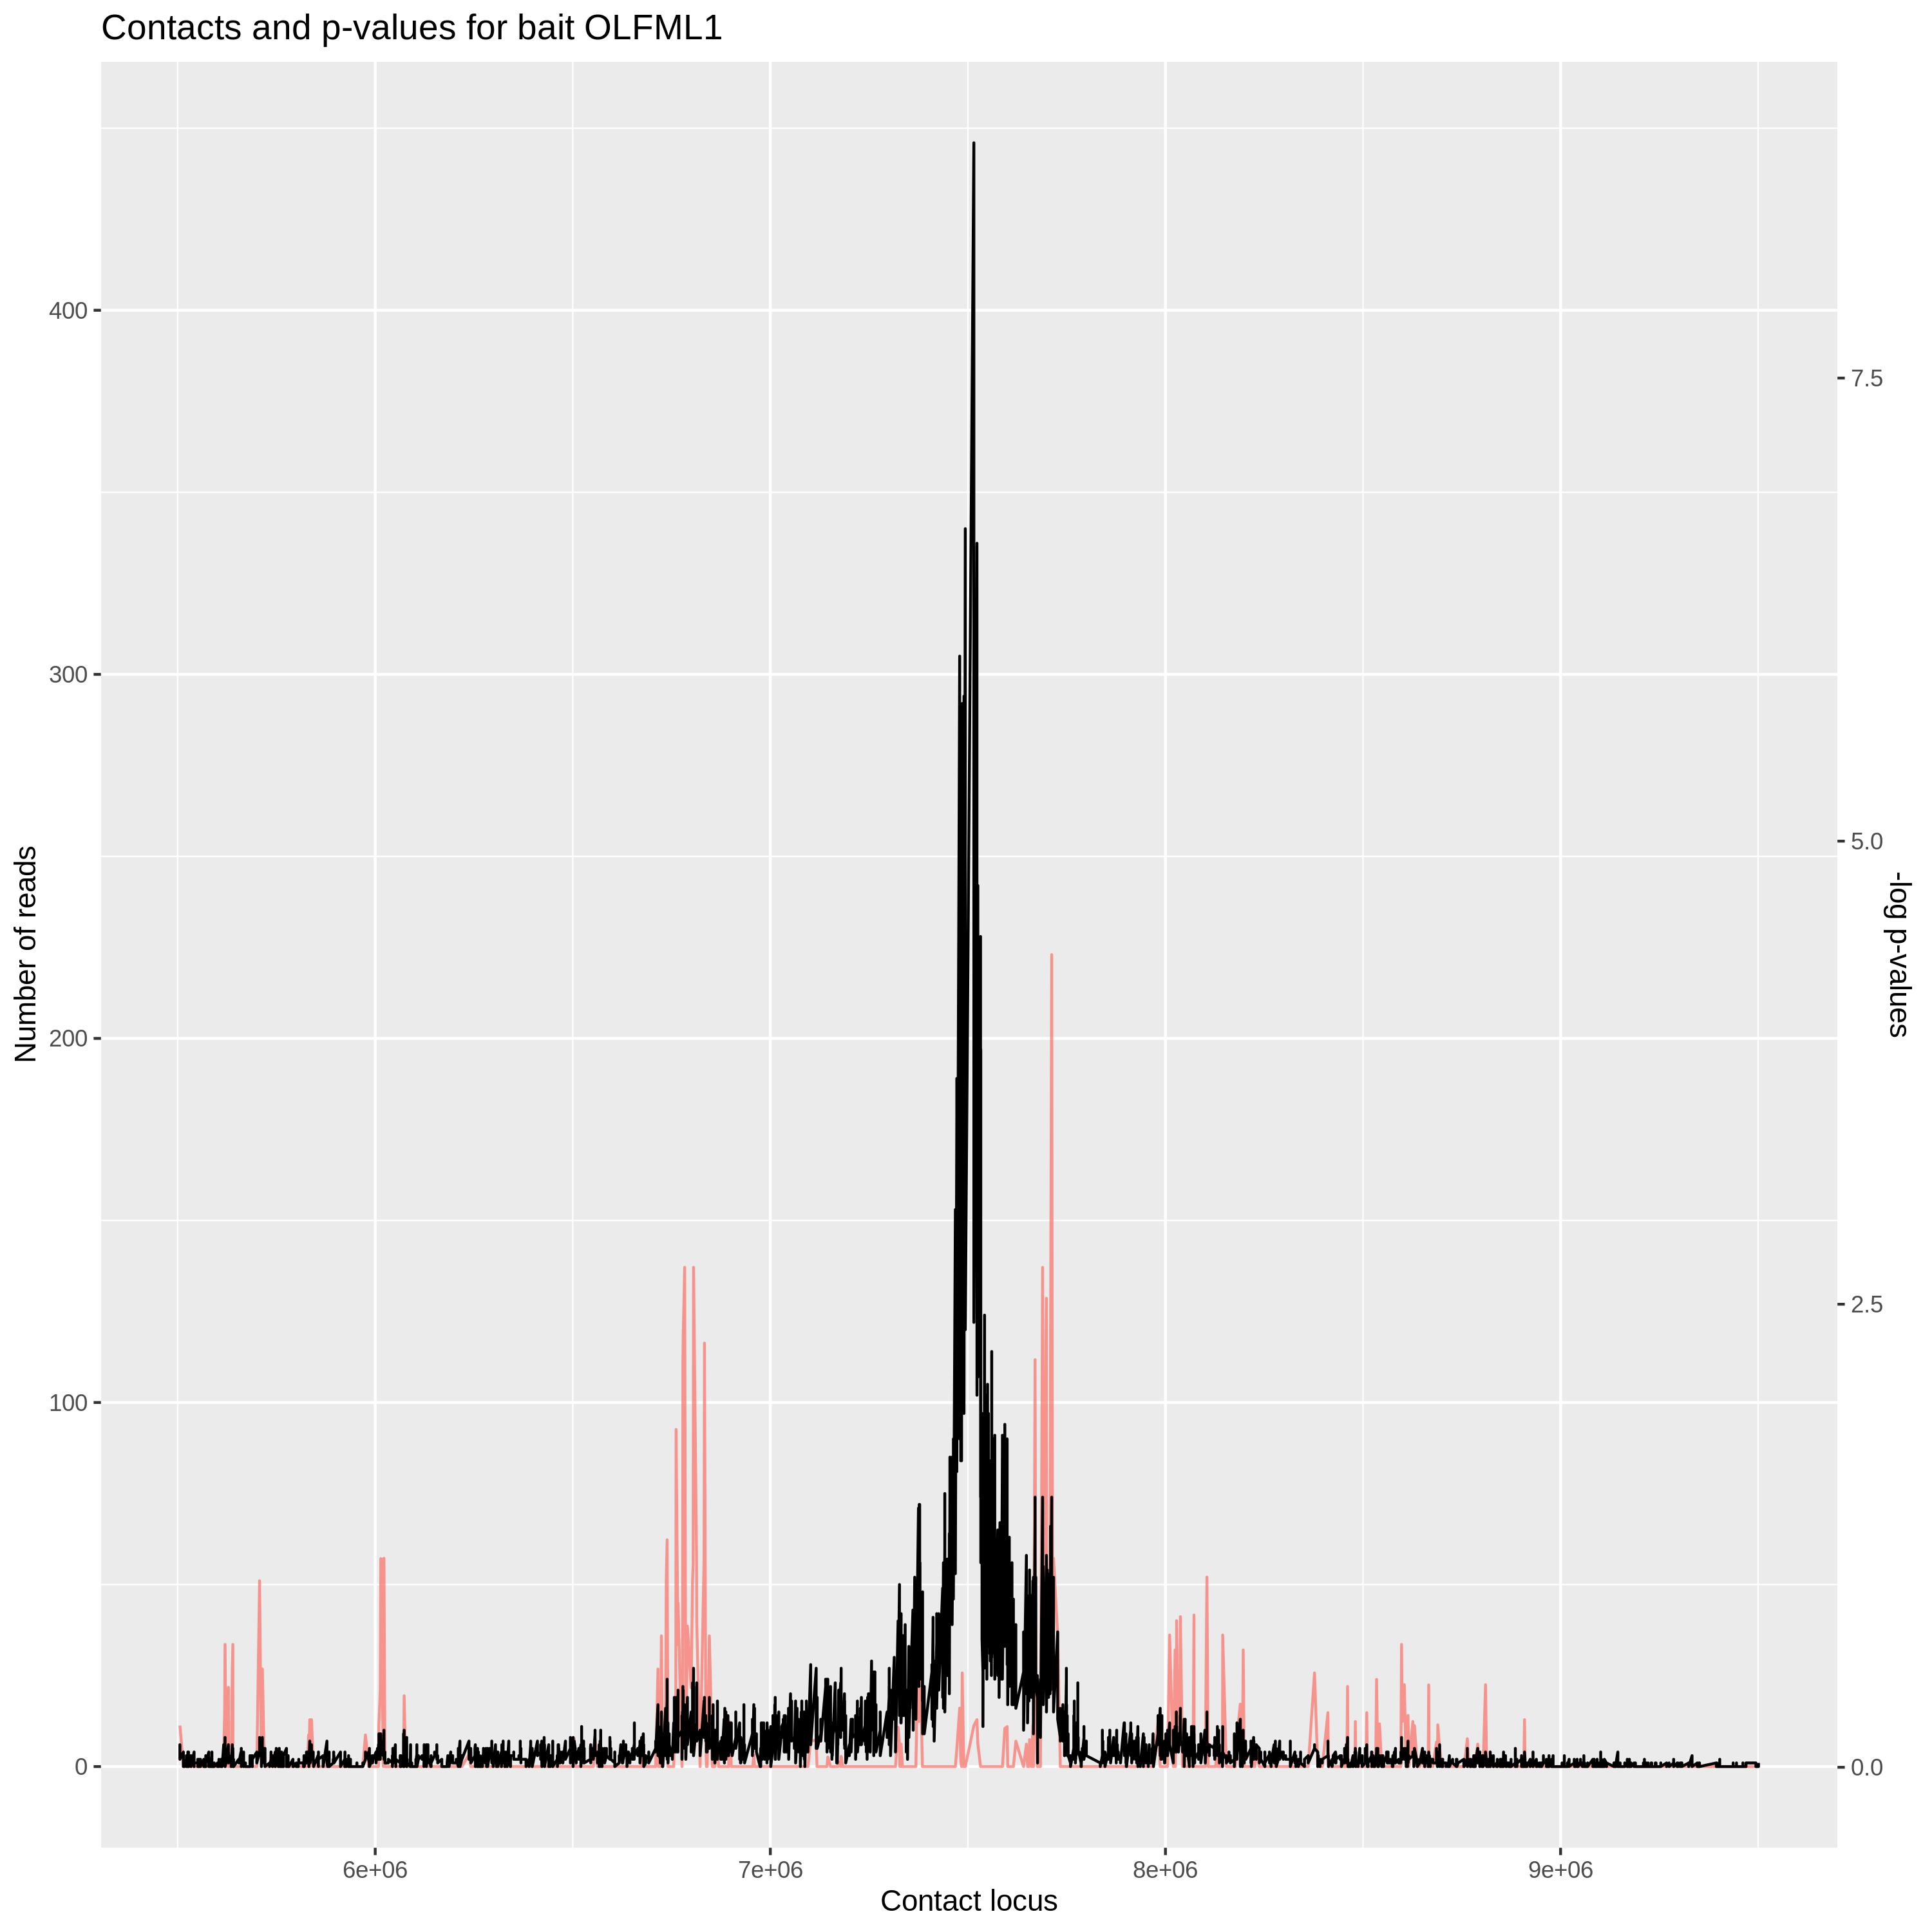 Contacts and p-values for bait OLFML1
Number of reads
400
300
200
100
0
7.5
5.0
2.5
0.0
-log p-values
6e+06
7e+06
8e+06
9e+06
Contact locus